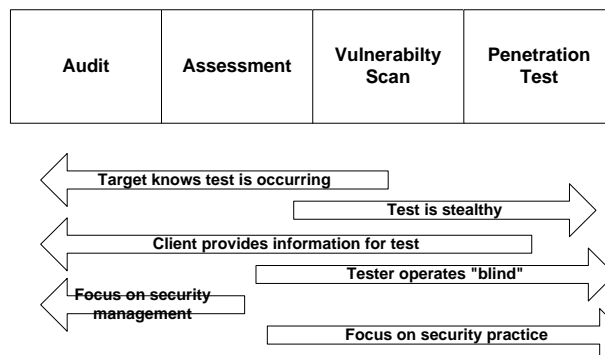 Audit
Assessment
Vulnerabilty
Scan
Penetration
Test
Target knows test is occurring
Test is stealthy
Client provides information for test
Tester operates "blind"
Focus on security
management
Focus on security practice